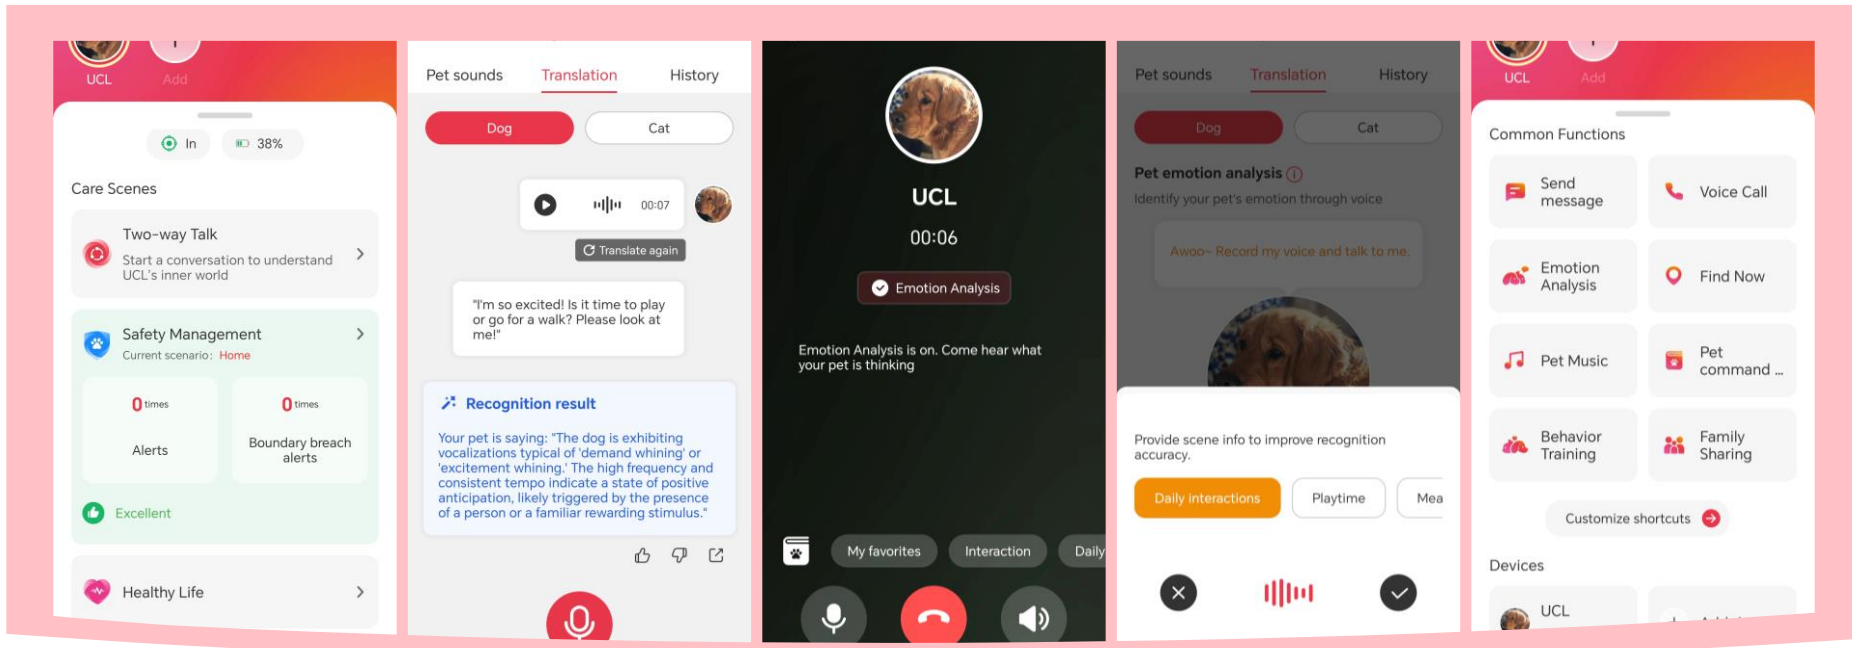 UCL
Add
In
38%
Care Scenes
Two-way Talk
Start a conversation to understand
UCL's inner world
Safety Management
Current scenario: Home
0 times
Alerts
0 times
Boundary breach
alerts
Excellent
Healthy Life
Pet sounds
Translation
History
Dog
Cat
00:07
Translate again
"I'm so excited! Is it time to play
or go for a walk? Please look at
me!"
Recognition result
Your pet is saying: "The dog is exhibiting
vocalizations typical of 'demand whining' or
'excitement whining.' The high frequency and
consistent tempo indicate a state of positive
anticipation, likely triggered by the presence
of a person or a familiar rewarding stimulus."
UCL
00:06
Emotion Analysis
Emotion Analysis is on. Come hear what
your pet is thinking
My favorites
Interaction
Daily
Pet sounds
Translation
History
Dog
Cat
Pet emotion analysis
Identify your pet's emotion through voice
Awoo~ Record my voice and talk to me.
Provide scene info to improve recognition
accuracy.
Daily interactions
Playtime
Mea
UCL
Add
Common Functions
Send
message
Voice Call
Emotion
Analysis
Find Now
Pet Music
Pet
command ...
Behavior
Training
Family
Sharing
Customize shortcuts
Devices
UCL